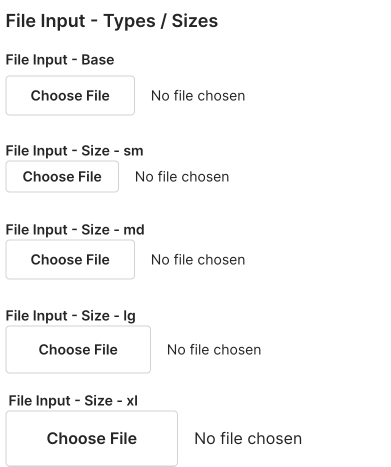 File Input - Types / Sizes
File Input - Base
Choose File No file chosen
File Input - Size - sm
Choose File No file chosen
File Input - Size - md
Choose File No file chosen
File Input - Size - lg
Choose File No file chosen
File Input - Size - xl
Choose File No file chosen